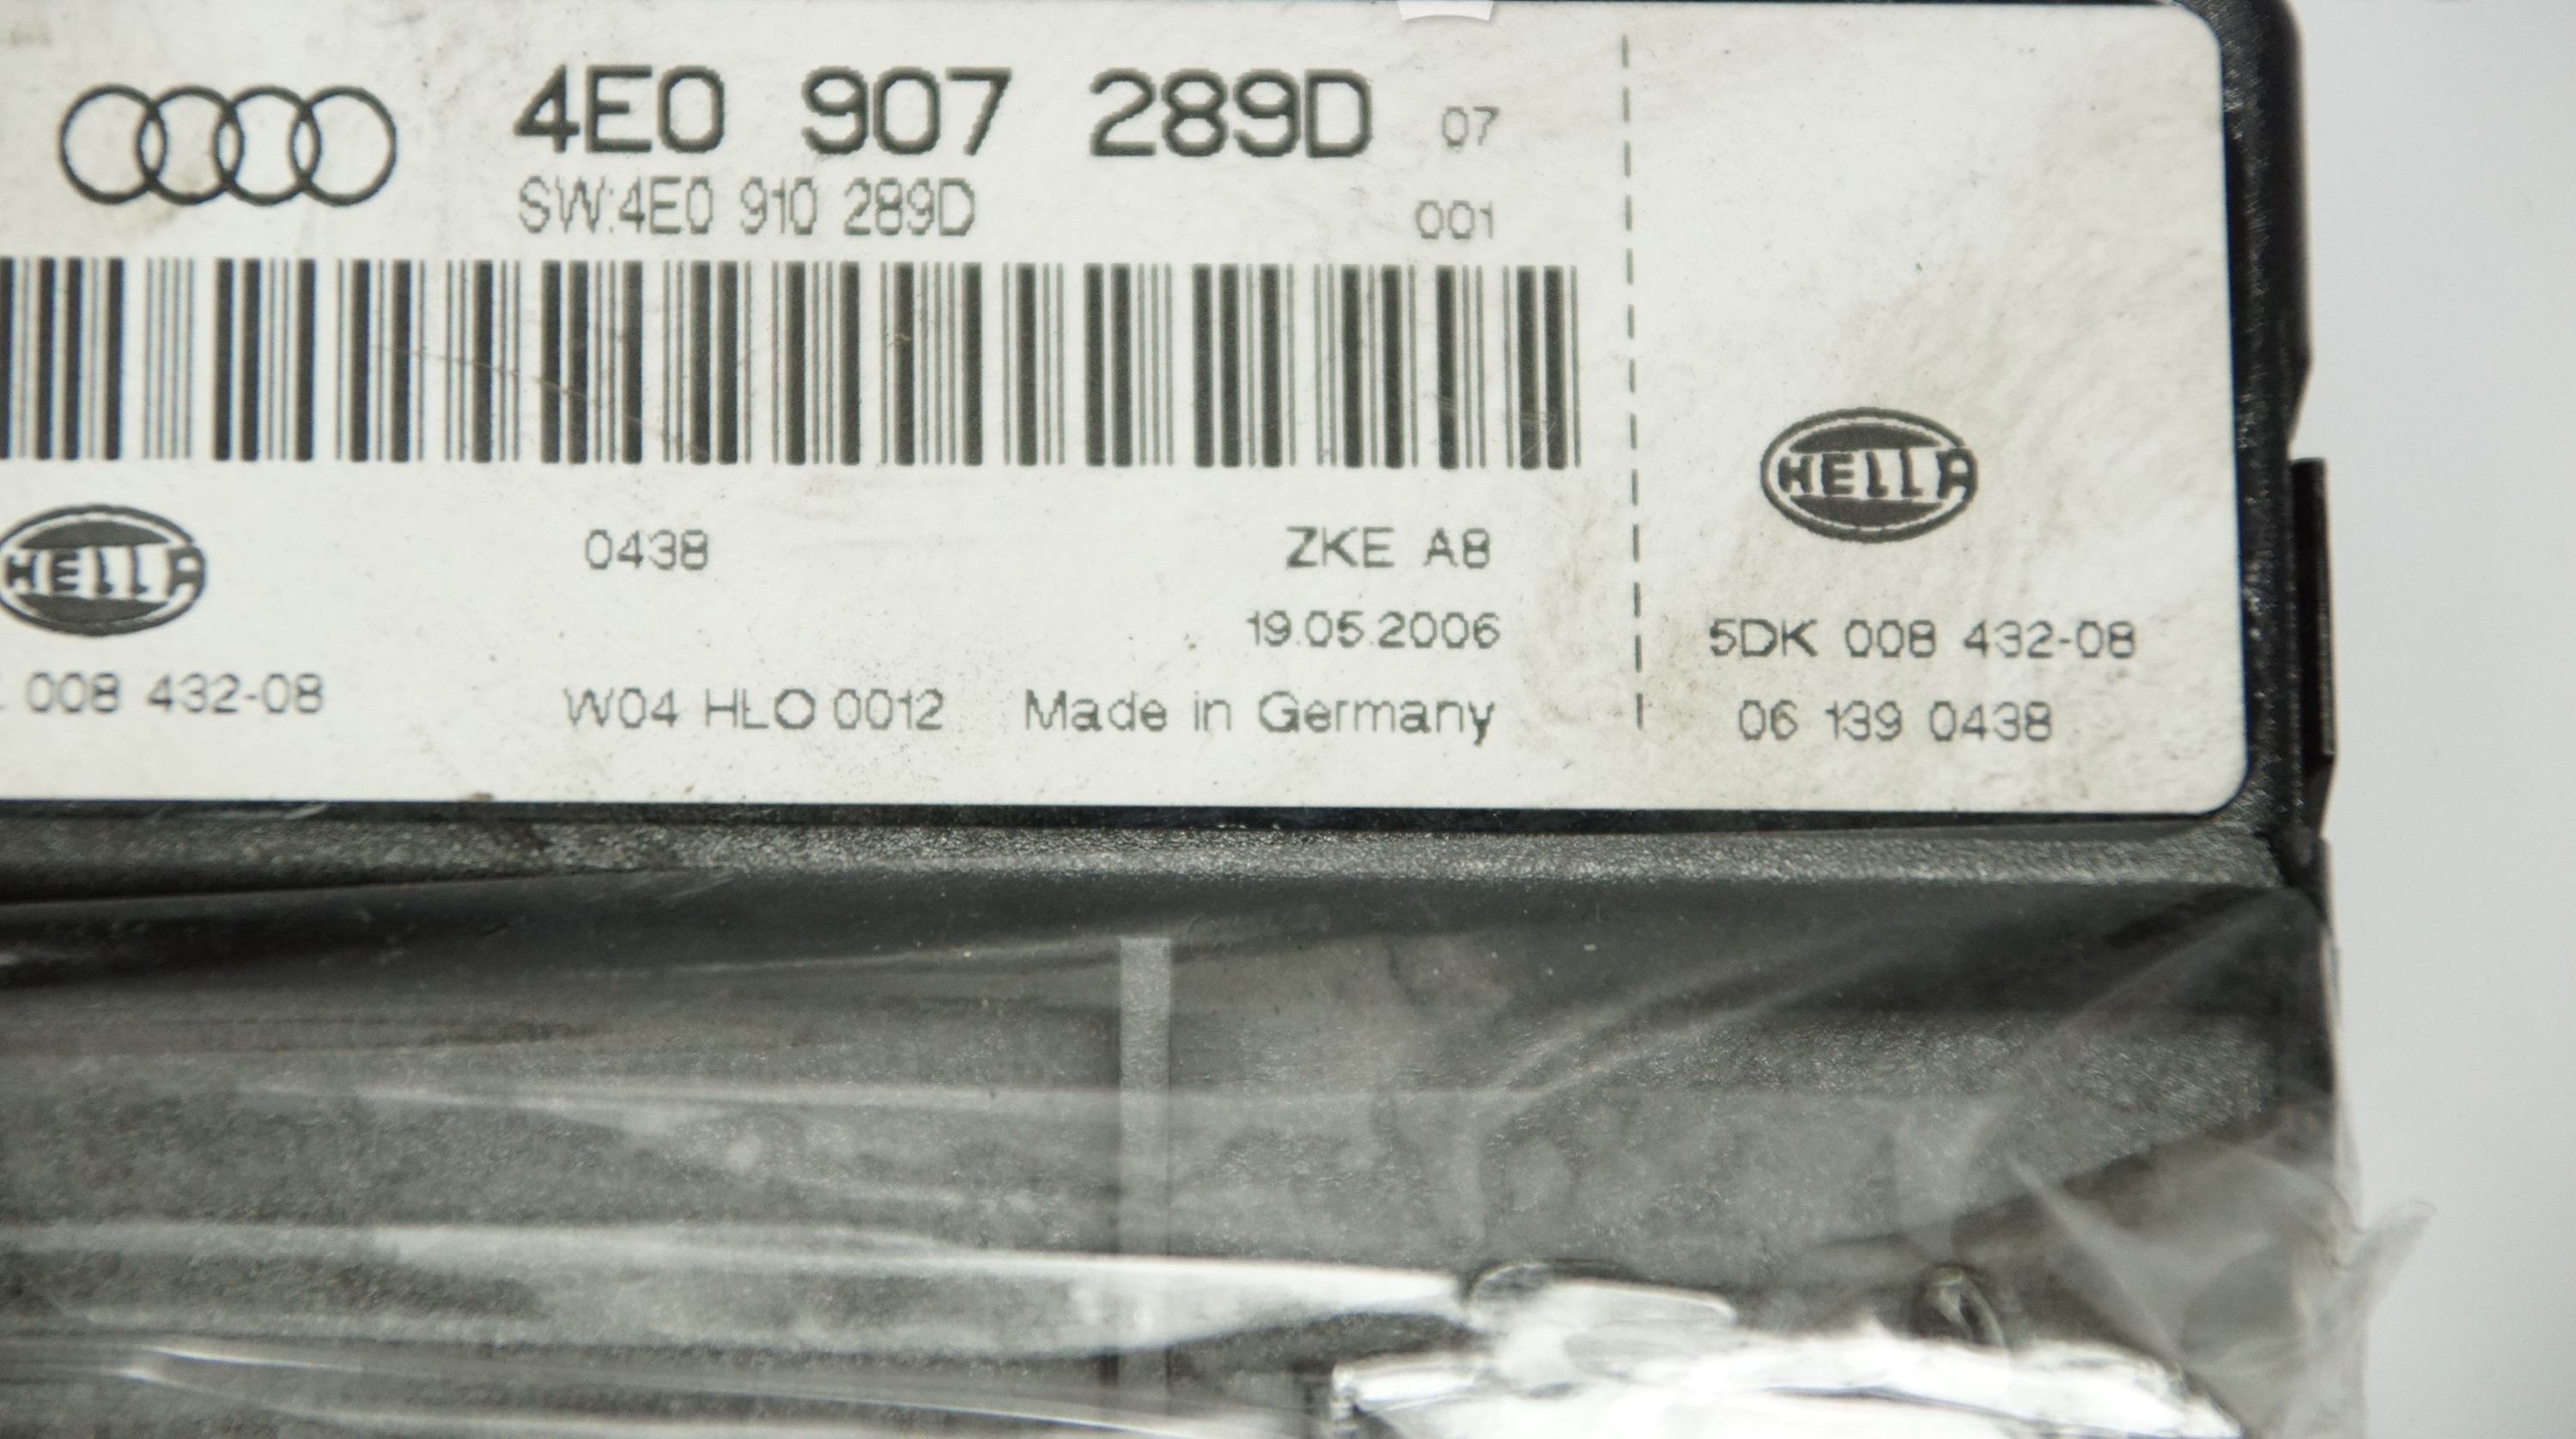 4E0 907 289D 07
SW:4E0 910 289D 001
HELLA
0438 ZKE A8
HELLA
19.05.2006
5DK 008 432-08
008 432-08
W04 HLO 0012 Made in Germany
06 139 0438